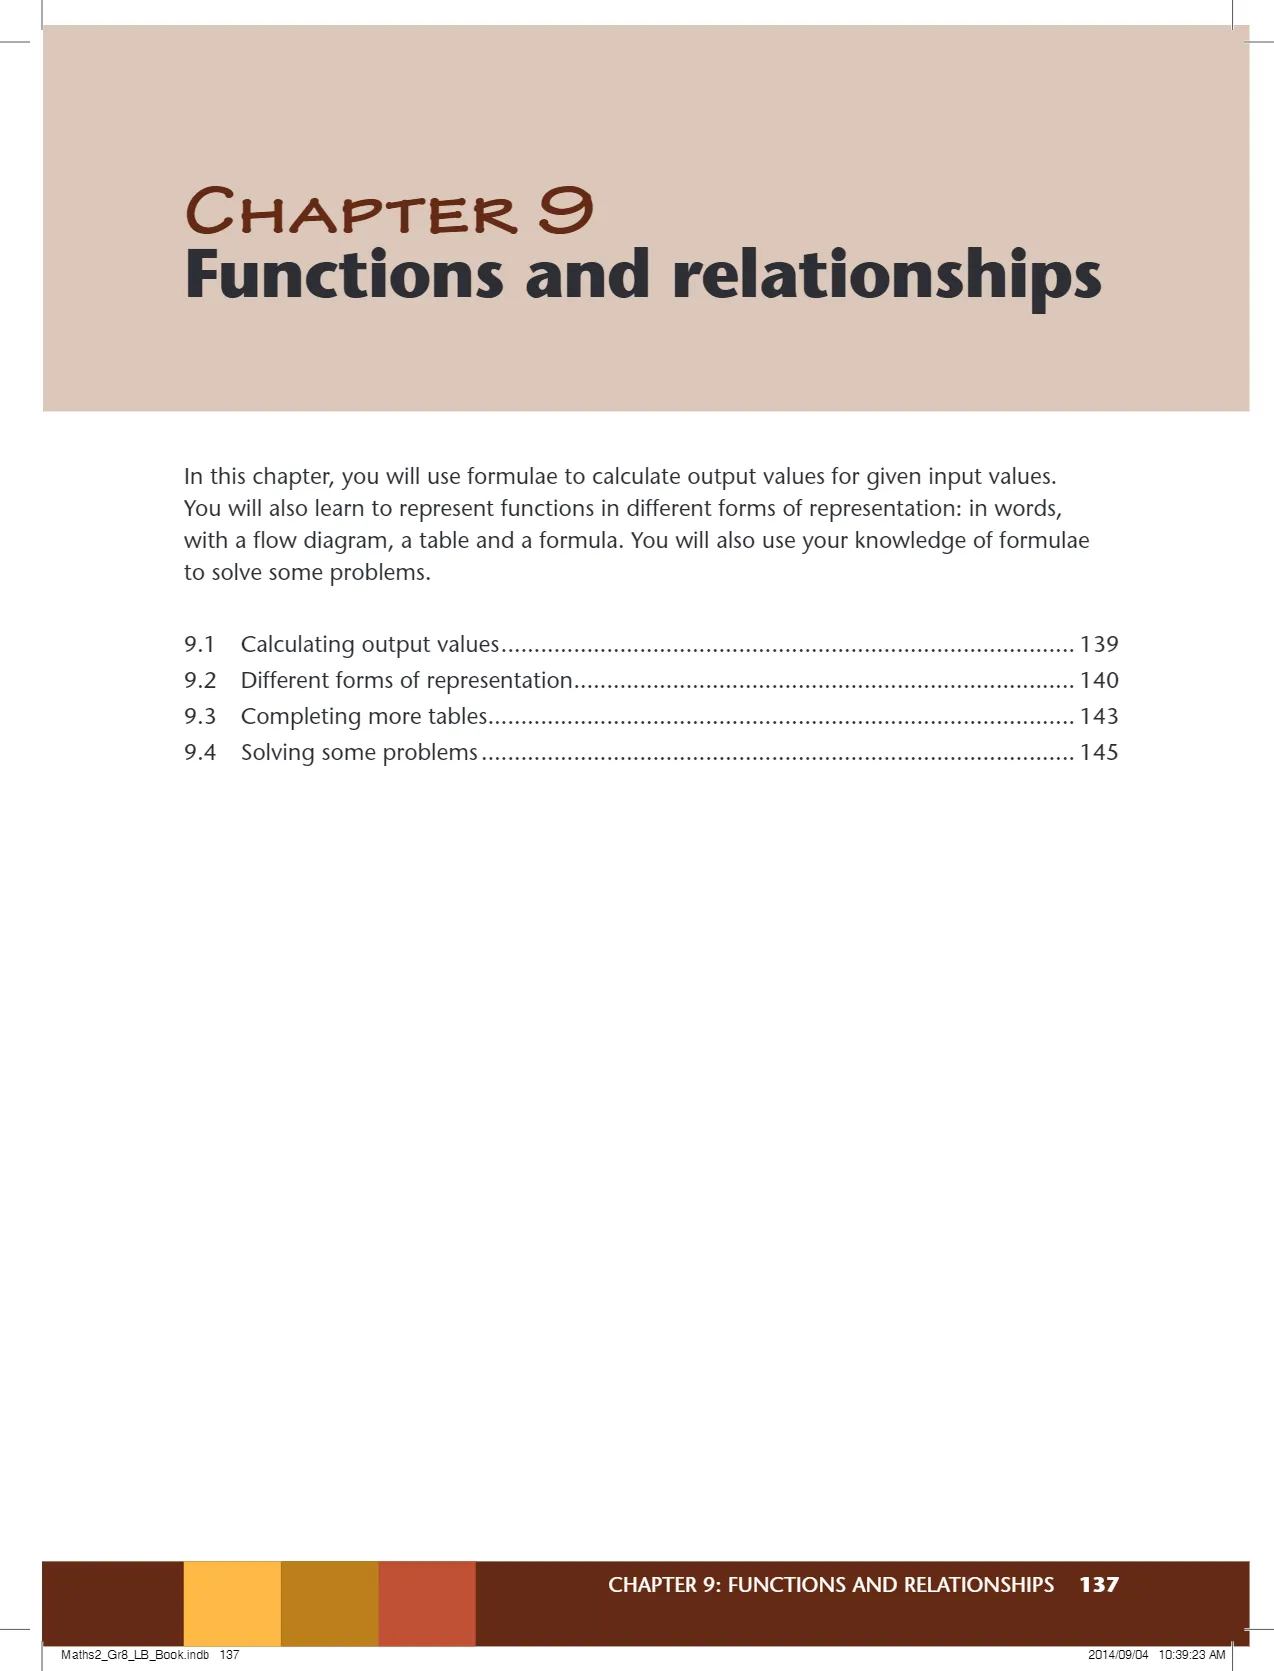 CHAPTER 9
Functions and relationships
In this chapter, you will use formulae to calculate output values for given input values.
You will also learn to represent functions in different forms of representation: in words,
with a flow diagram, a table and a formula. You will also use your knowledge of formulae
to solve some problems.
9.1 Calculating output values....................................................................................... 139
9.2 Different forms of representation............................................................................ 140
9.3 Completing more tables......................................................................................... 143
9.4 Solving some problems.......................................................................................... 145
CHAPTER 9: FUNCTIONS AND RELATIONSHIPS 137
Maths2_Gr8_LB_Book.indb 137 2014/09/04 10:39:23 AM